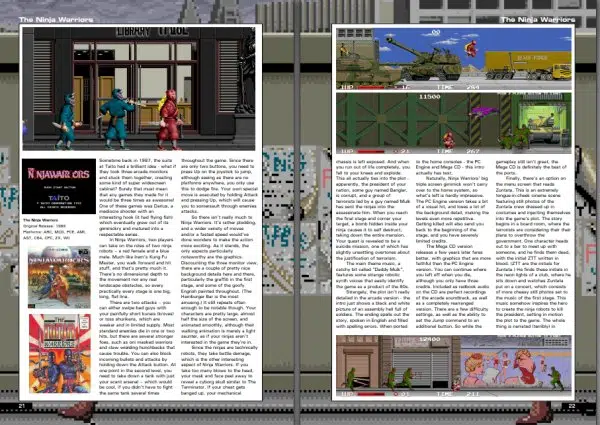 The Ninja Warriors
The Ninja Warriors
LIBRARY
NINJAWARRIORS
TAITO
The Ninja Warriors
Original Release: 1988
Platforms: ARC, MCD, PCE, AMI,
AST, C64, CPC, ZX, Wii
Sometime back in 1987, the suits
at Taito had a brilliant idea - what if
they took three arcade monitors
and stuck them together, creating
some kind of super widescreen
cabinet? Surely that must mean
that any games they made for it
would be three times as awesome!
One of these games was Darius, a
mediocre shooter with an
interesting hook (it had flying fish!)
which eventually grew out of its
gimmickry and matured into a
respectable series.
In Ninja Warriors, two players
can take on the roles of two ninja
robots - a red female and a blue
male. Much like Irem's Kung Fu
Master, you walk forward and hit
stuff, and that's pretty much it.
There's no dimensional depth to
the movement nor any real
landscape obstacles, so every
practically every stage is one big,
long, flat line.
There are two attacks - you
can either swipe bad guys with
your pitifully short kunais (knives)
or toss shurikens, which are
weaker and in limited supply. Most
standard enemies die in one or two
hits, but there are several stronger
foes, such as on masked warriors
and claw wielding hunchbacks that
cause trouble. You can also block
incoming bullets and attacks by
holding down the Attack button. At
one point in the second level, you
need to take down a tank with just
your scant arsenal - which would
be cool, if you didn't have to fight
the same tank several times
throughout the game. Since there
are only two buttons, you need to
press Up on the joystick to jump,
although seeing as there are no
platforms anywhere, you only use
this to dodge fire. Your own special
move is executed by holding Attack
and pressing Up, which will cause
you to somersault through enemies
attacks.
So there isn't really much to
Ninja Warriors. It's rather plodding,
and a wider variety of moves
and/or a faster speed would've
done wonders to make the action
more exciting. As it stands, the
only aspects particularly
noteworthy are the graphics.
Discounting the three monitor setup,
there are a couple of pretty nice
background details here and there,
particularly the graffiti in the first
stage, and some of the goofy
Engrish painted throughout. (The
Hamburger Bar is the most
amusing.) It still repeats often
enough to be notable though. Your
characters are pretty large, almost
half the size of the screen, and
animated smoothly, although their
walking animation is merely a light
saunter, as if your ninjas aren't
interested in the game they're in.
Since the ninjas are technically
robots, they take battle damage,
which is the other interesting
aspect of Ninja Warriors. If you
take too many blows to the head,
your mask and face peel away to
reveal a cyborg skull similar to The
Terminator. If your chest gets
banged up, your mechanical
21
TIME 264
11500
TIME 267
chassis is left exposed. And when
you run out of life completely, you
fall to your knees and explode.
This all actually ties into the plot -
apparently, the president of your
nation, some guy named Banglar,
is corrupt, and a group of
terrorists led by a guy named Mulk
has sent the ninjas into the
assassinate him. When you reach
the final stage and corner your
target, a bomb hidden inside the
ninjas causes it to self destruct,
taking down the entire mansion.
Your quest is revealed to be a
suicide mission, one of which has
slightly unsettling overtones about
the justification of terrorism.
The main theme music, a
catchy bit called "Daddy Mulk",
features some strange robotic
synth voices that easily identify
the game as a product of the 80s.
Strangely, the plot isn't really
detailed in the arcade version - the
intro just shows a black and white
picture of an assembly hall full of
soldiers. The ending spells out the
story, spoken in English and filled
with spelling errors. When ported
to the home consoles - the PC
Engine and Mega CD - this intro
actually has text.
Naturally, Ninja Warriors' big
triple screen gimmick won't carry
over to the home system, so
what's left is hardly impressive.
The PC Engine version takes a bit
of a visual hit, and loses a lot of
the background detail, making the
levels even more repetitive.
Getting killed will also send you
back to the beginning of the
stage, and you have severely
limited credits.
The Mega CD version
releases a few years later fares
better, with graphics that are more
faithful than the PC Engine
version. You can continue where
you left off when you die,
although you only have three
credits. Included as redbook audio
on the CD are perfect recordings
of the arcade soundtrack, as well
as a completely rearranged
version. There are a few difficulty
settings, as well as the ability to
set the Jump command to an
additional button. So while the
gameplay still isn't great, the
Mega CD is definitely the best of
the ports.
Finally, there's an option on
the menu screen that reads
Zuntata. This is an extremely
tongue-in-cheek cinema scene
featuring still photos of the
Zuntata crew dressed up in
costumes and injecting themselves
into the game's plot. The story
begins in a board room, where the
terrorists are considering that their
plans to overthrow the
government. One character heads
out to a bar to meet up with
someone, and he finds them dead,
with the initial ZTT written in
blood. (ZTT are the initials for
Zuntata.) He finds these initials in
the neon lights of a club, where he
sits down and watches Zuntata
put on a concert, which consists
of more cheesy still photos set to
the music of the first stage. This
music somehow inspires the hero
to create the ninja robots to kill
the president, setting in motion
the plot to the game. The whole
thing is narrated (terribly) in
12400
22